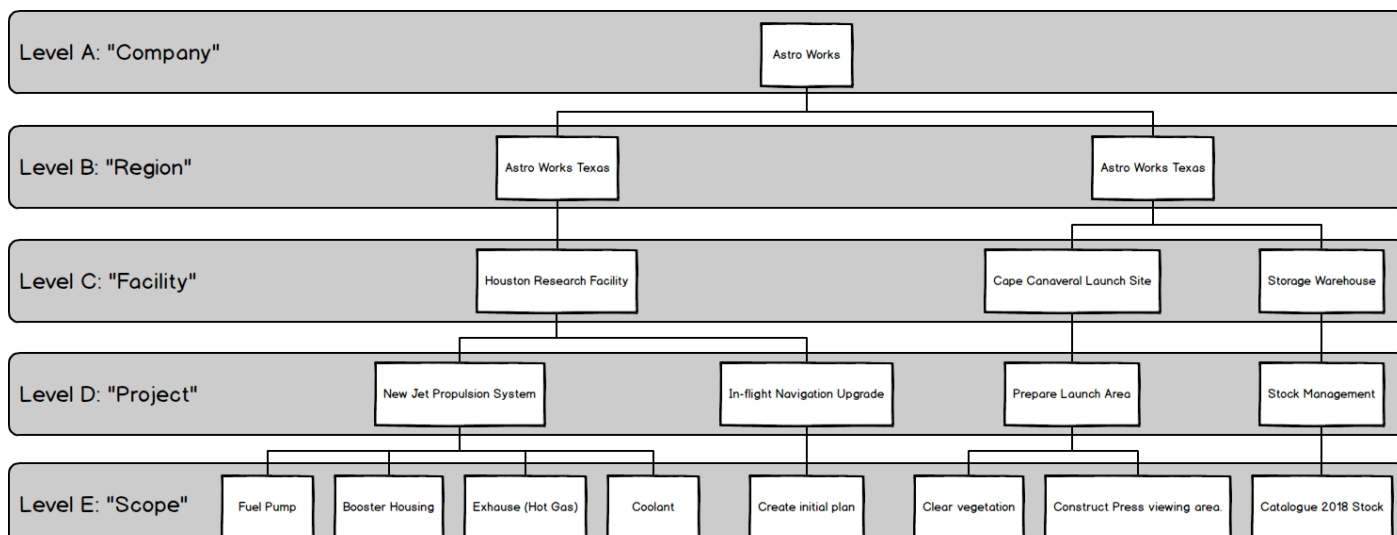 Level A: "Company"
Astro Works
Level B: "Region"
Astro Works Texas
Astro Works Texas
Level C: "Facility"
Houston Research Facility
Cape Canaveral Launch Site
Storage Warehouse
Level D: "Project"
New Jet Propulsion System
In-flight Navigation Upgrade
Prepare Launch Area
Stock Management
Level E: "Scope"
Fuel Pump
Booster Housing
Exhause (Hot Gas)
Coolant
Create initial plan
Clear vegetation
Construct Press viewing area.
Catalogue 2018 Stock